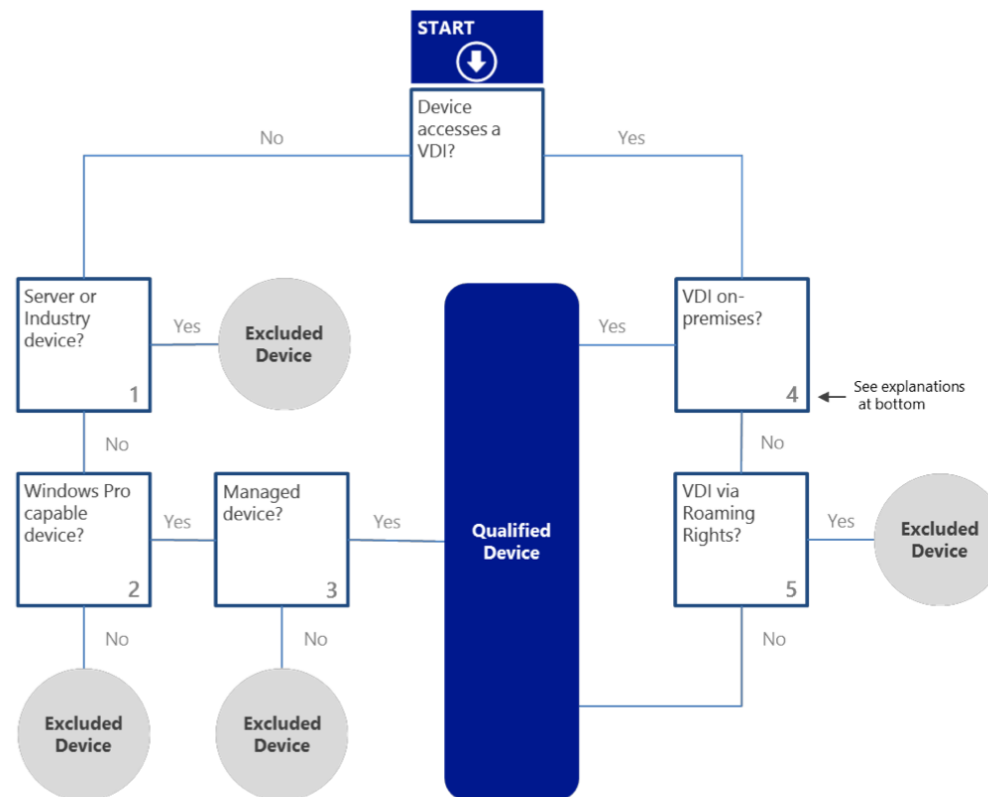 START
Device
accesses a
VDI?
No
Yes
Server or
Industry
device?
1
Yes
Excluded
Device
VDI on-
premises?
4
Yes
See explanations
at bottom
No
No
Windows Pro
capable
device?
2
Yes
Managed
device?
3
Yes
Qualified
Device
VDI via
Roaming
Rights?
5
Yes
Excluded
Device
No
No
No
Excluded
Device
Excluded
Device